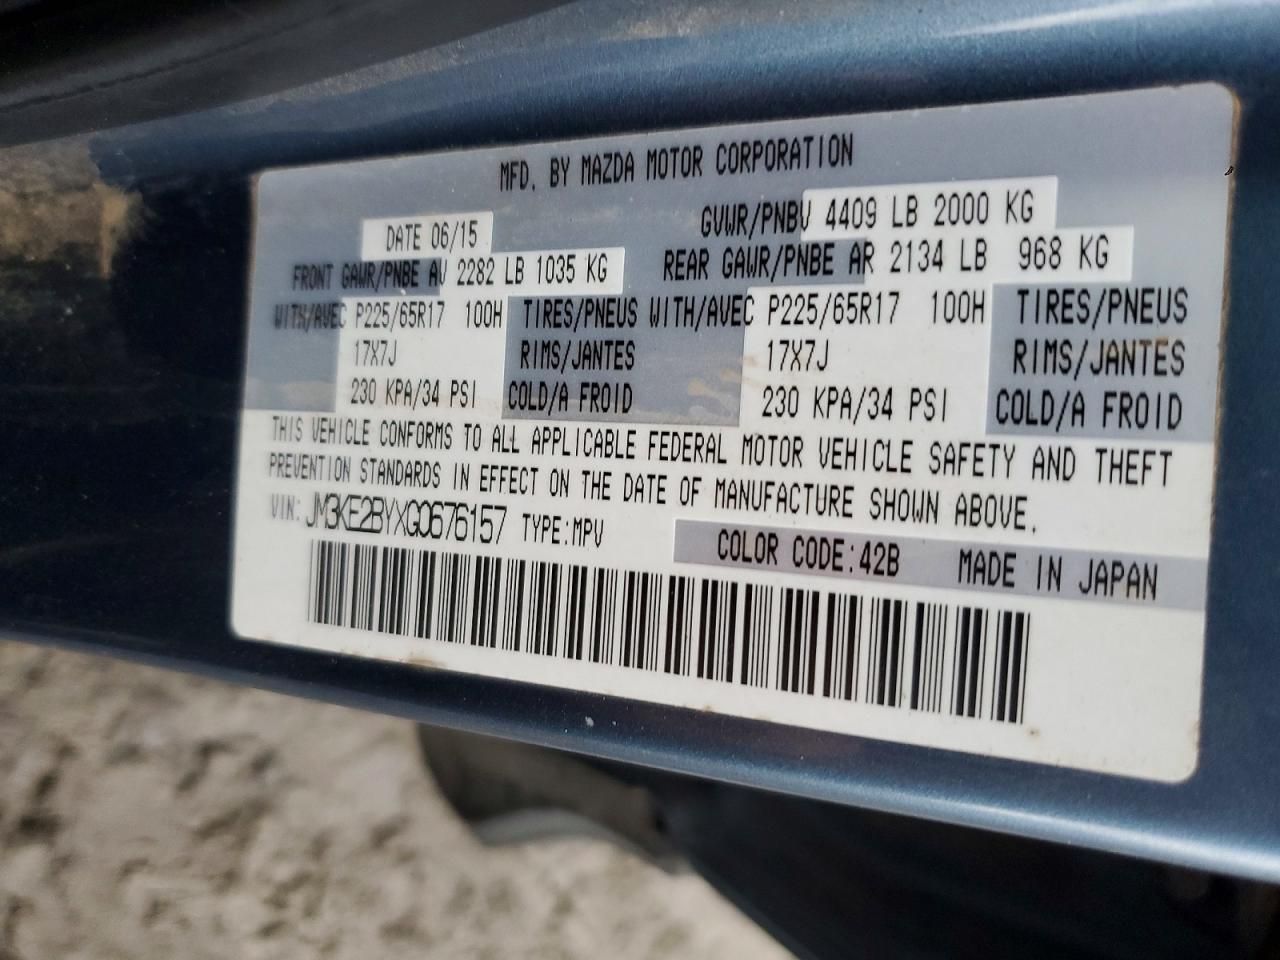 MFD. BY MAZDA MOTOR CORPORATION
DATE 06/15 GVWR/PNBV 4409 LB 2000 KG
FRONT GAWR/PNBE AV 2282 LB 1035 KG REAR GAWR/PNBE AR 2134 LB 968 KG
WITH/AVEC P225/65R17 100H TIRES/PNEUS WITH/AVEC P225/65R17 100H TIRES/PNEUS
17X7J RIMS/JANTES 17X7J RIMS/JANTES
230 KPA/34 PSI COLD/A FROID 230 KPA/34 PSI COLD/A FROID
THIS VEHICLE CONFORMS TO ALL APPLICABLE FEDERAL MOTOR VEHICLE SAFETY AND THEFT
PREVENTION STANDARDS IN EFFECT ON THE DATE OF MANUFACTURE SHOWN ABOVE.
VIN: JM3KE2BYXG0676157 TYPE:MPV COLOR CODE:42B MADE IN JAPAN